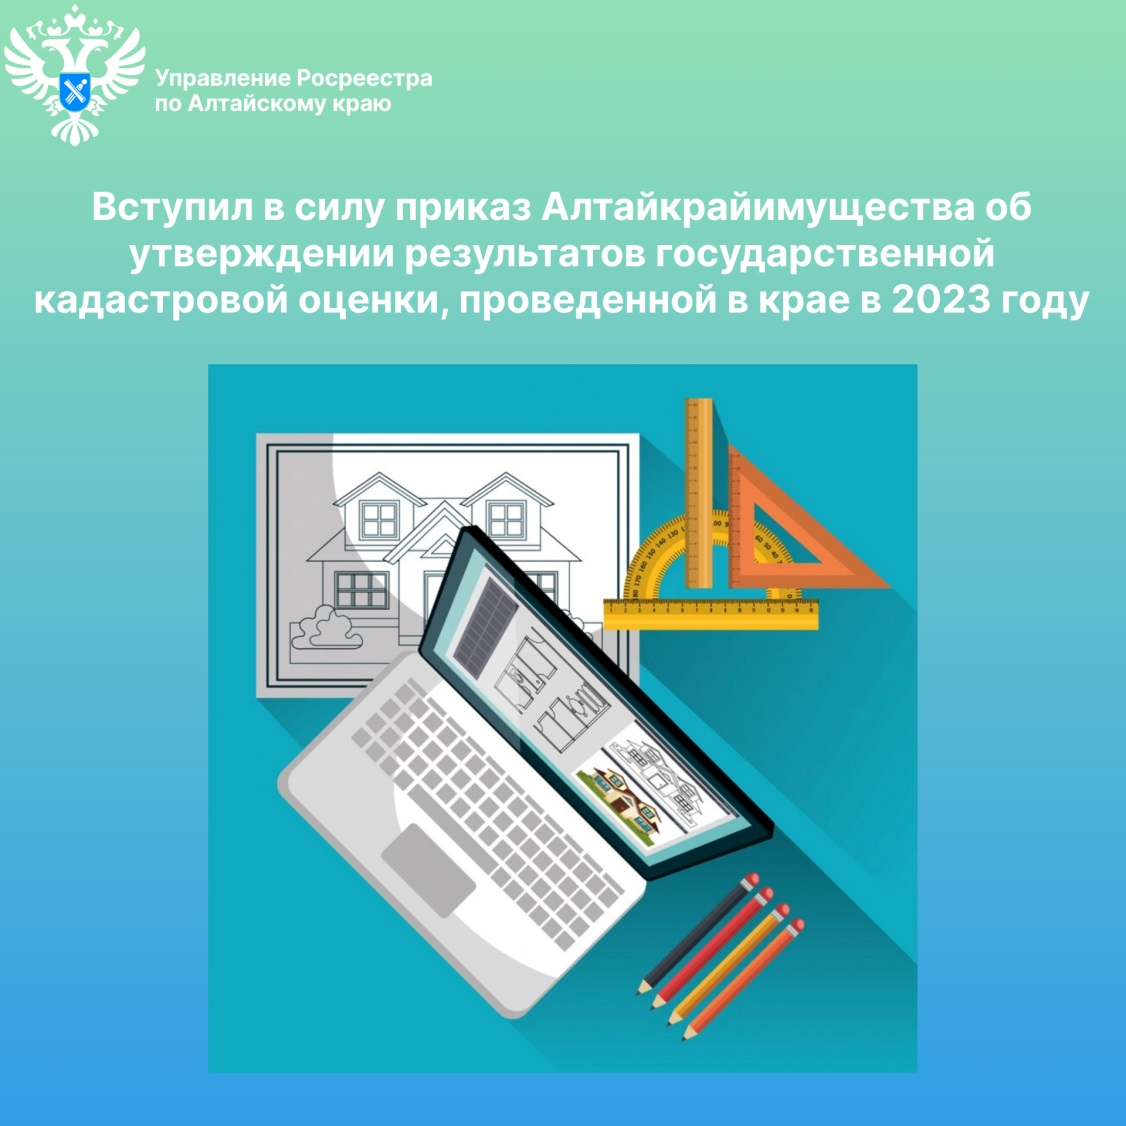 Управление Росреестра
по Алтайскому краю
Вступил в силу приказ Алтайкрайимущества об
утверждении результатов государственной
кадастровой оценки, проведенной в крае в 2023 году